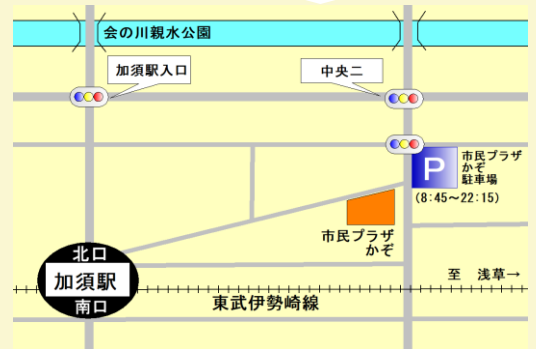 会の川親水公園
加須駅入口
中央二
P
市民プラザ
かぞ
駐車場
(8:45～22:15)
市民プラザ
かぞ
北口
加須駅
南口
至 浅草→
東武伊勢崎線